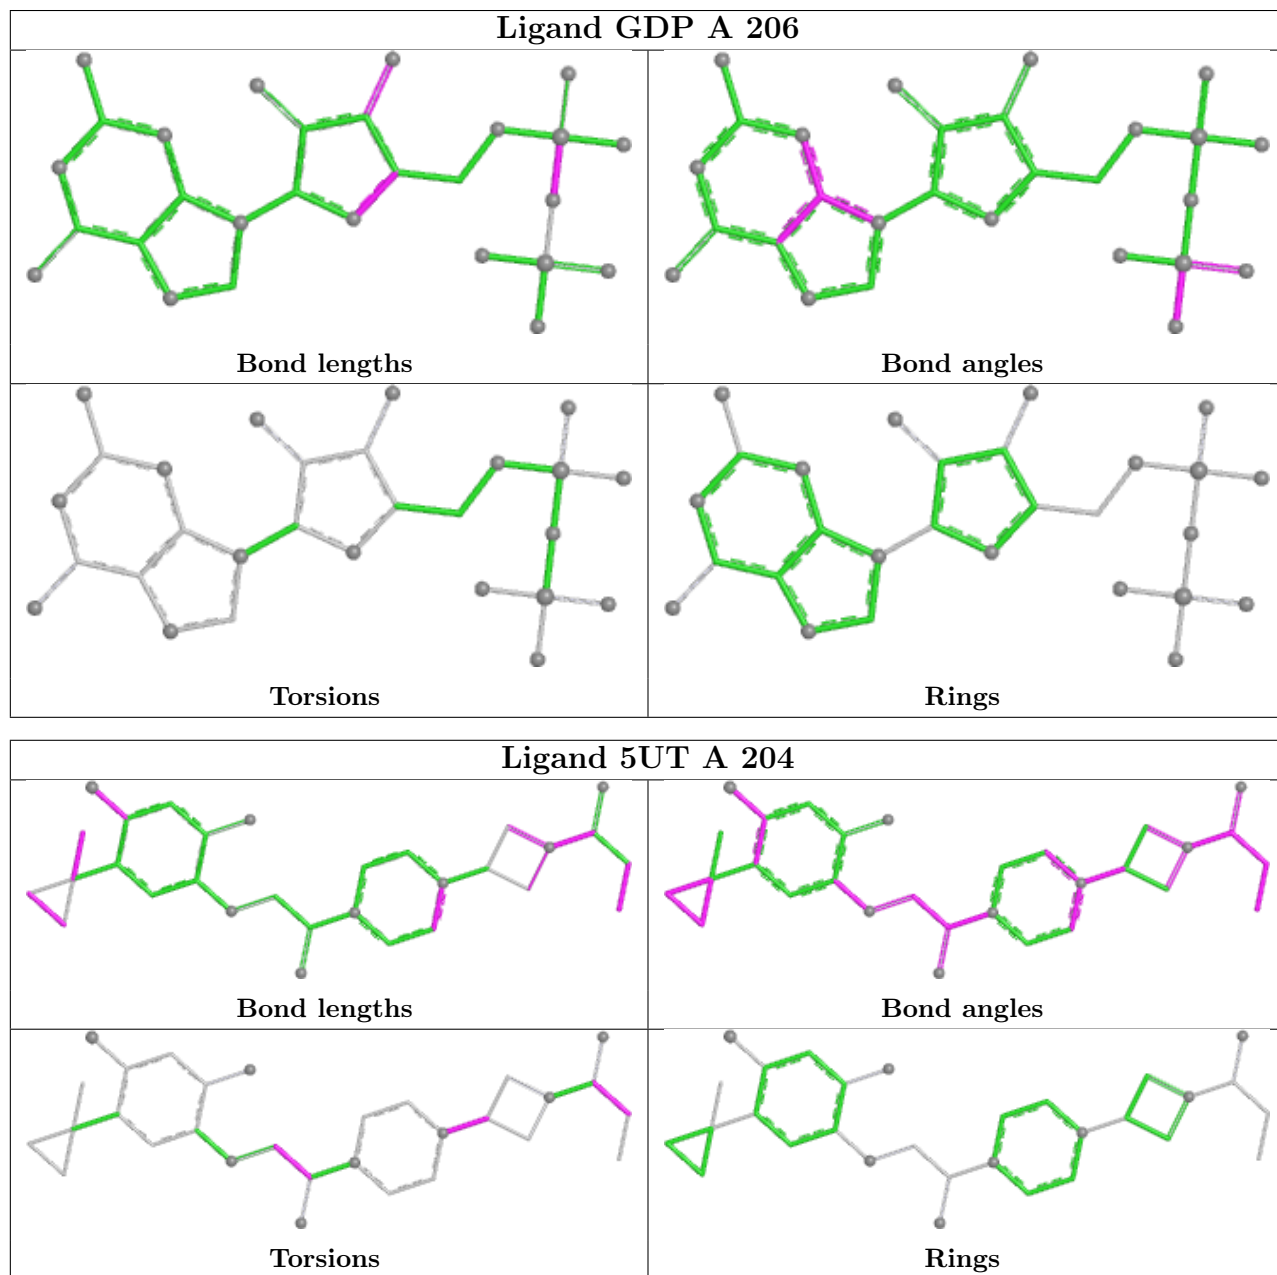 Ligand GDP A 206
Bond lengths
Bond angles
Torsions
Rings
Ligand 5UT A 204
Bond lengths
Bond angles
Torsions
Rings